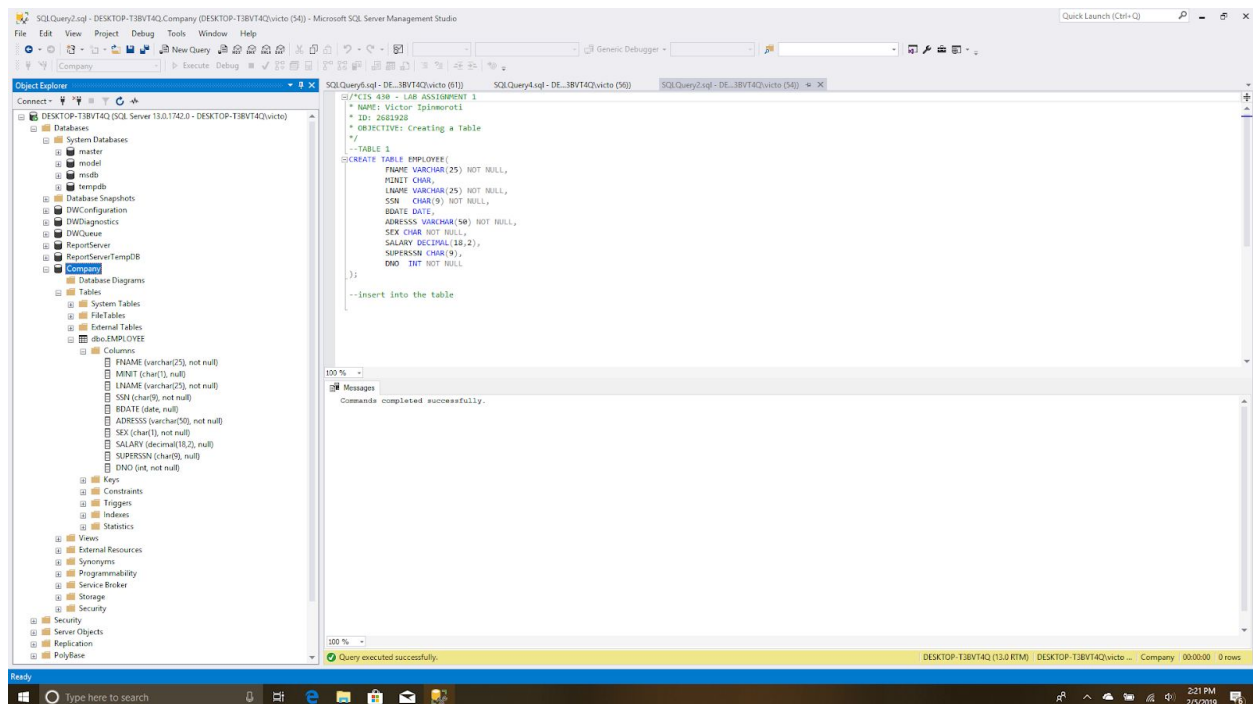 SQLQuery2.sql - DESKTOP-T3BVT4Q.Company (DESKTOP-T3BVT4Q\victo (54)) - Microsoft SQL Server Management Studio
Quick Launch (Ctrl+Q)
File Edit View Project Debug Tools Window Help
New Query
Generic Debugger
Company
Execute Debug
Object Explorer
SQLQuery6.sql - DE...3BVT4Q\victo (61))
SQLQuery4.sql - DE...3BVT4Q\victo (56))
SQLQuery2.sql - DE...3BVT4Q\victo (54))
Connect
DESKTOP-T3BVT4Q (SQL Server 13.0.1742.0 - DESKTOP-T3BVT4Q\victo)
Databases
System Databases
master
model
msdb
tempdb
Database Snapshots
DWConfiguration
DWDiagnostics
DWQueue
ReportServer
ReportServerTempDB
Company
Database Diagrams
Tables
System Tables
FileTables
External Tables
dbo.EMPLOYEE
Columns
FNAME (varchar(25), not null)
MINIT (char(1), null)
LNAME (varchar(25), not null)
SSN (char(9), not null)
BDATE (date, null)
ADRESSS (varchar(50), not null)
SEX (char(1), not null)
SALARY (decimal(18,2), null)
SUPERSSN (char(9), null)
DNO (int, not null)
Keys
Constraints
Triggers
Indexes
Statistics
Views
External Resources
Synonyms
Programmability
Service Broker
Storage
Security
Security
Server Objects
Replication
PolyBase
/*CIS 430 - LAB ASSIGNMENT 1
* NAME: Victor Ipinmoroti
* ID: 2681928
* OBJECTIVE: Creating a Table
*/
--TABLE 1
CREATE TABLE EMPLOYEE(
FNAME VARCHAR(25) NOT NULL,
MINIT CHAR,
LNAME VARCHAR(25) NOT NULL,
SSN CHAR(9) NOT NULL,
BDATE DATE,
ADRESSS VARCHAR(50) NOT NULL,
SEX CHAR NOT NULL,
SALARY DECIMAL(18,2),
SUPERSSN CHAR(9),
DNO INT NOT NULL
);
--insert into the table
100 %
Messages
Commands completed successfully.
100 %
Query executed successfully.
DESKTOP-T3BVT4Q (13.0 RTM) DESKTOP-T3BVT4Q\victo ... Company 00:00:00 0 rows
Ready
Type here to search
2:21 PM
2/5/2019